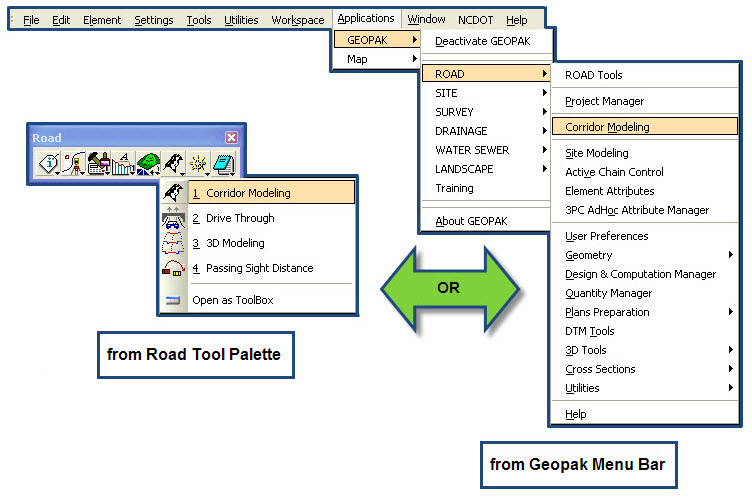 File Edit Element Settings Tools Utilities Workspace Applications Window NCDOT Help
GEOPAK
Map
Deactivate GEOPAK
ROAD
SITE
SURVEY
DRAINAGE
WATER SEWER
LANDSCAPE
Training
About GEOPAK
ROAD Tools
Project Manager
Corridor Modeling
Site Modeling
Active Chain Control
Element Attributes
3PC AdHoc Attribute Manager
User Preferences
Geometry
Design & Computation Manager
Quantity Manager
Plans Preparation
DTM Tools
3D Tools
Cross Sections
Utilities
Help
Road
1 Corridor Modeling
2 Drive Through
3 3D Modeling
4 Passing Sight Distance
Open as ToolBox
OR
from Road Tool Palette
from Geopak Menu Bar